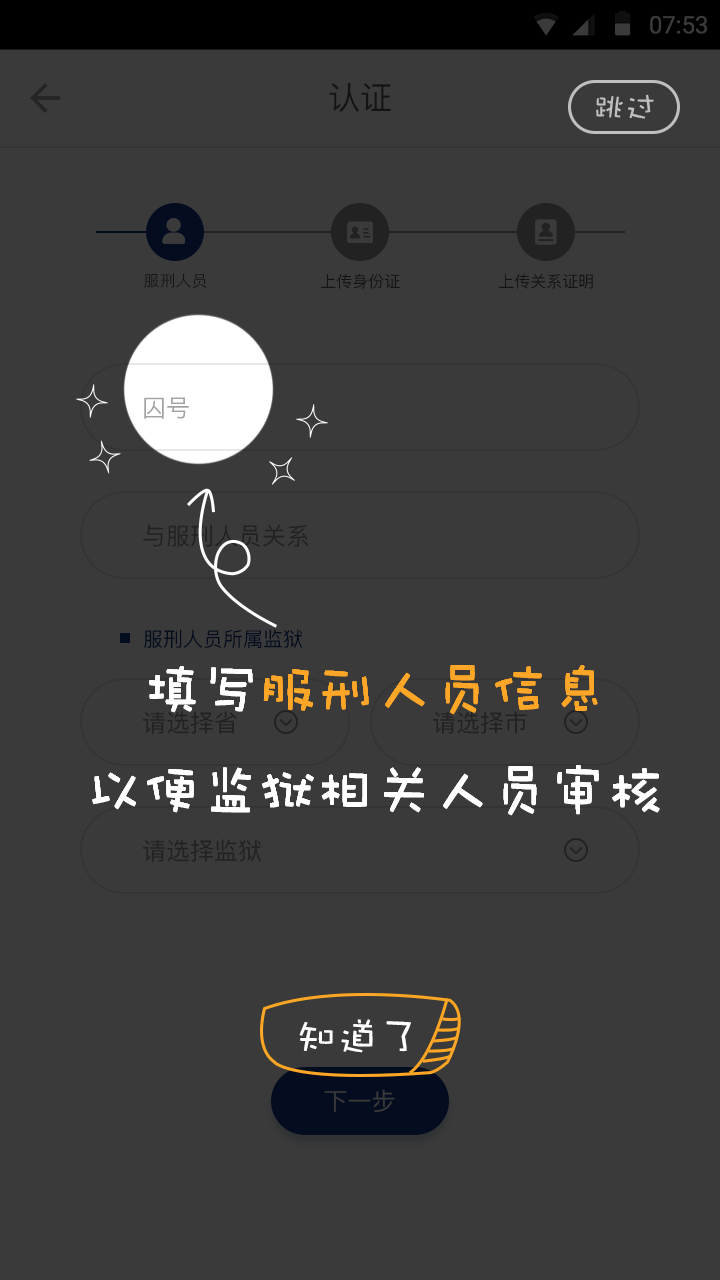 07:53
认证
跳过
服刑人员
上传身份证
上传关系证明
囚号
与服刑人员关系
服刑人员所属监狱
填写服刑人员信息
请选择省
请选择市
以便监狱相关人员审核
请选择监狱
知道了
下一步